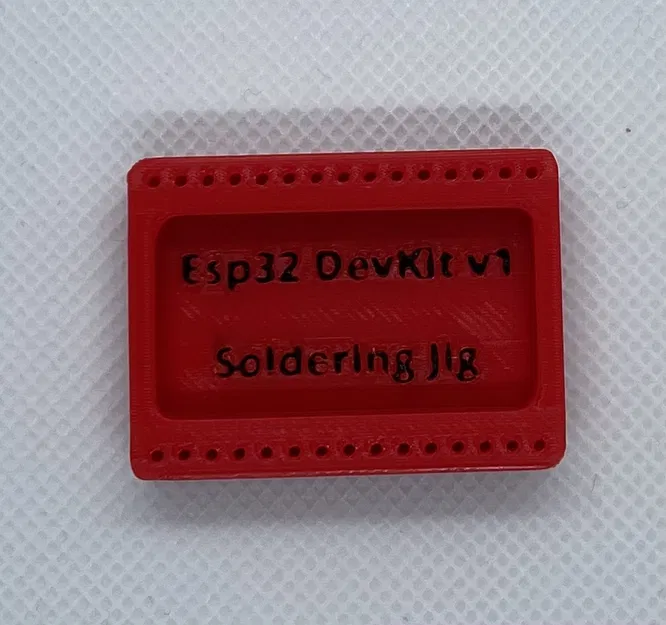 Esp32 DevKit v1
Soldering Jig